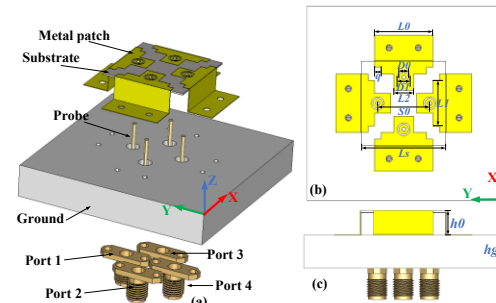 Metal patch
Substrate
Probe
Ground
Z
X
Y
Port 1
Port 2
Port 3
Port 4
(a)
L0
D0
D1
L2
S0
L1
Ls
X
Y
(b)
h0
hg
(c)